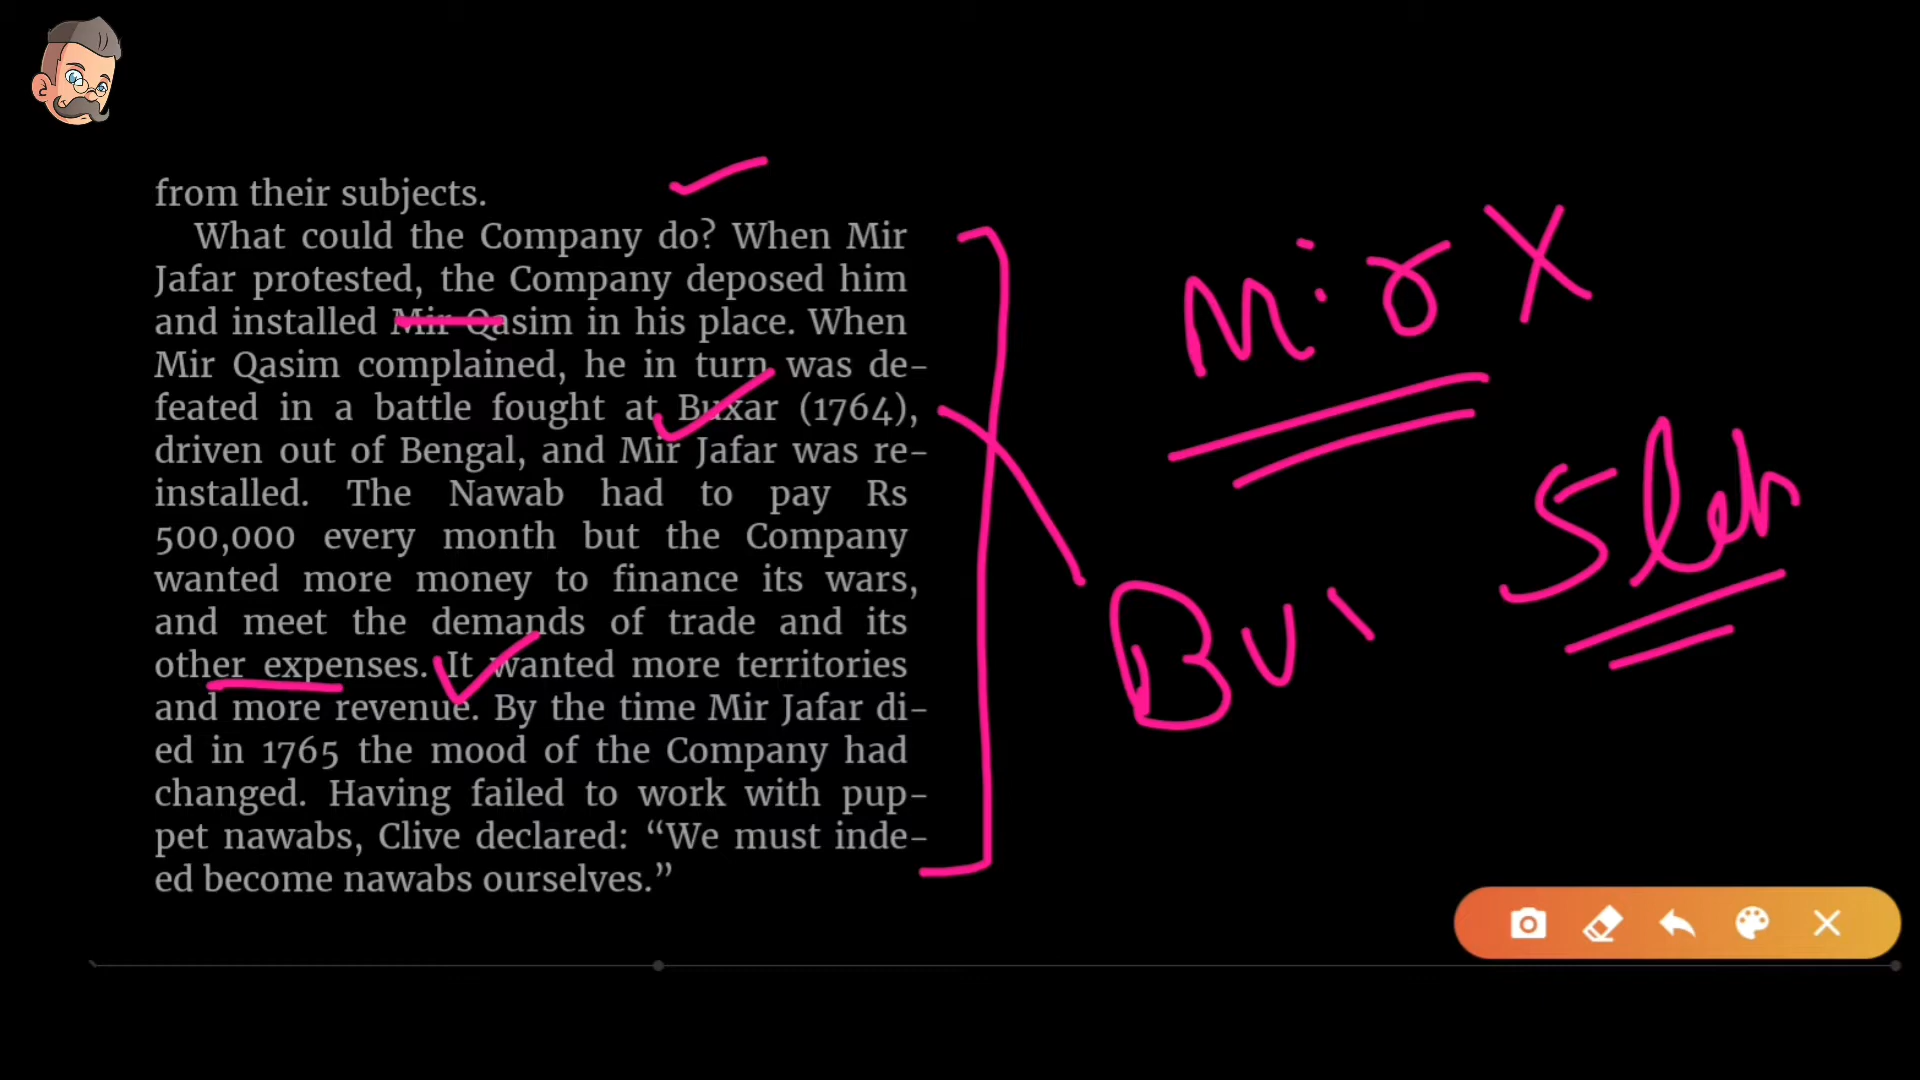 from their subjects.
What could the Company do? When Mir
Jafar protested, the Company deposed him
and installed Mir Qasim in his place. When
Mir Qasim complained, he in turn was de-
feated in a battle fought at Buxar (1764),
driven out of Bengal, and Mir Jafar was re-
installed. The Nawab had to pay Rs
500,000 every month but the Company
wanted more money to finance its wars,
and meet the demands of trade and its
other expenses. It wanted more territories
and more revenue. By the time Mir Jafar di-
ed in 1765 the mood of the Company had
changed. Having failed to work with pup-
pet nawabs, Clive declared: “We must inde-
ed become nawabs ourselves.”
5 leh